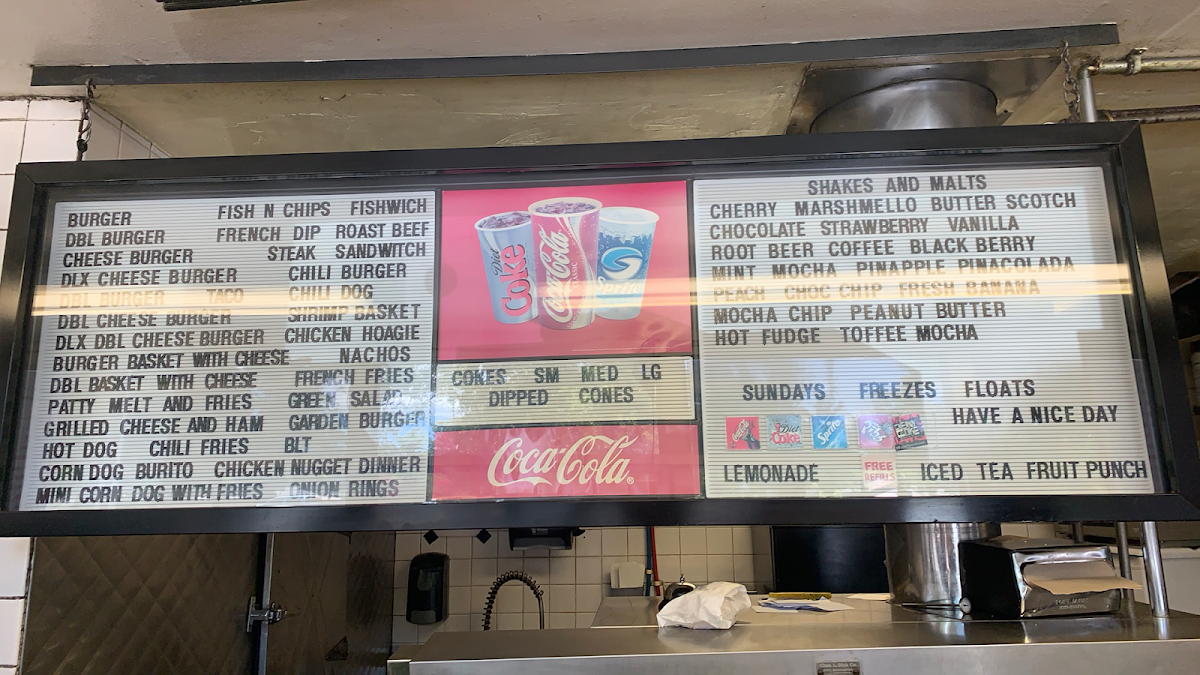 BURGER FISH N CHIPS FISHWICH
DBL BURGER FRENCH DIP ROAST BEEF
CHEESE BURGER STEAK SANDWITCH
DLX CHEESE BURGER CHILI BURGER
DBL BURGER TACO CHILI DOG
DBL CHEESE BURGER SHRIMP BASKET
DLX DBL CHEESE BURGER CHICKEN HOAGIE
BURGER BASKET WITH CHEESE NACHOS
DBL BASKET WITH CHEESE FRENCH FRIES
PATTY MELT AND FRIES GREEN SALAD
GRILLED CHEESE AND HAM GARDEN BURGER
HOT DOG CHILI FRIES BLT
CORN DOG BURITO CHICKEN NUGGET DINNER
MINI CORN DOG WITH FRIES ONION RINGS
Diet Coke
Coca-Cola CLASSIC
Sprite
COKES SM MED LG
DIPPED CONES
Coca-Cola®
SHAKES AND MALTS
CHERRY MARSHMELLO BUTTER SCOTCH
CHOCOLATE STRAWBERRY VANILLA
ROOT BEER COFFEE BLACK BERRY
MINT MOCHA PINAPPLE PINACOLADA
PEACH CHOC CHIP FRESH BANANA
MOCHA CHIP PEANUT BUTTER
HOT FUDGE TOFFEE MOCHA
SUNDAYS FREEZES FLOATS
HAVE A NICE DAY
Diet Coke Sprite
LEMONADE FREE REFILLS ICED TEA FRUIT PUNCH